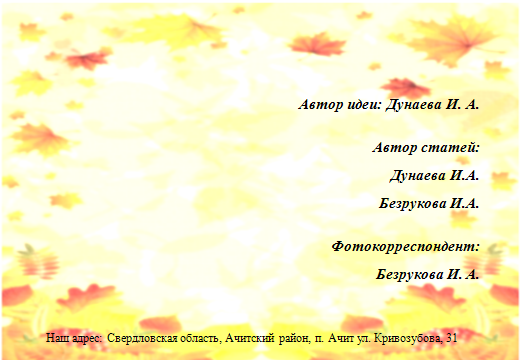 Автор идеи: Дунаева И. А.
Автор статей:
Дунаева И.А.
Безрукова И.А.
Фотокорреспондент:
Безрукова И. А.
Наш адрес: Свердловская область, Ачитский район, п. Ачит ул. Кривозубова, 31